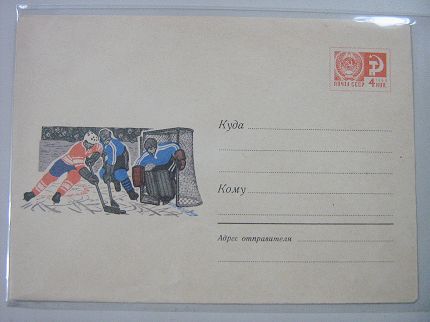 ПОЧТА СССР
4 КОП.
Куда
Кому
Адрес отправителя